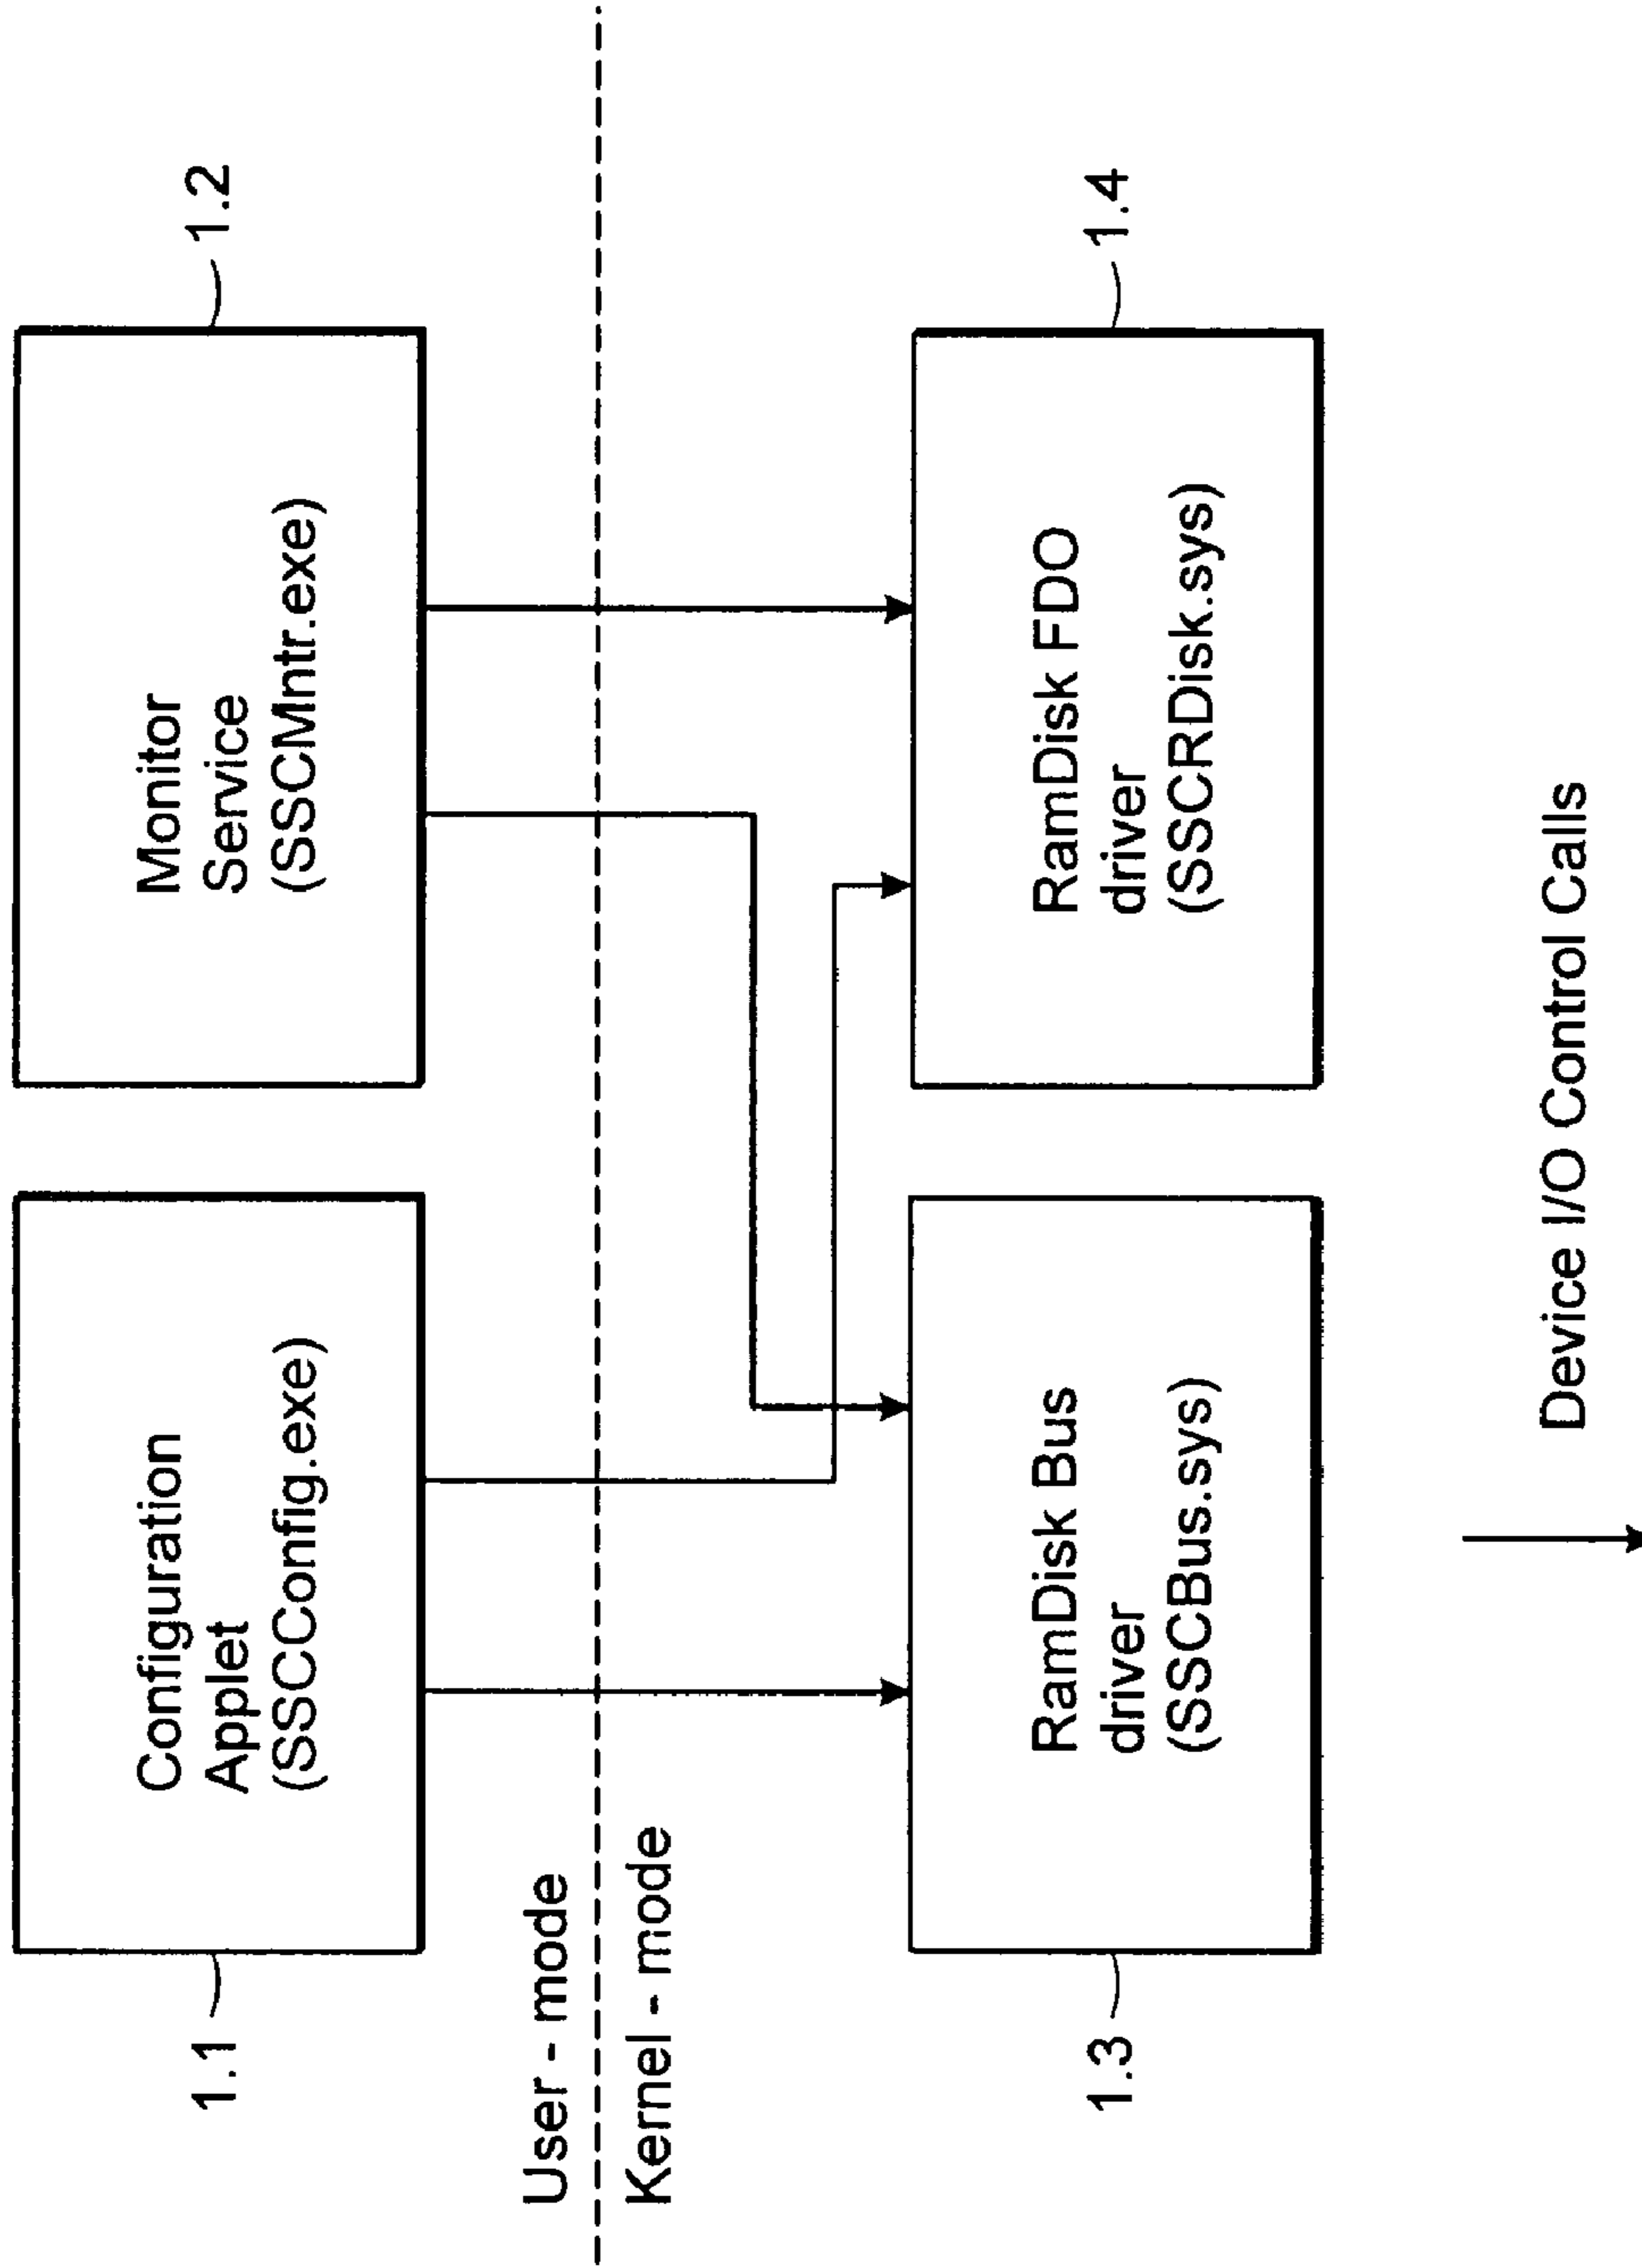 1.1
Configuration
Applet
(SSCConfig.exe)
Monitor
Service
(SSCMntr.exe)
1.2
User - mode
Kernel - mode
1.3
RamDisk Bus
driver
(SSCBus.sys)
RamDisk FDO
driver
(SSCRDisk.sys)
1.4
Device I/O Control Calls